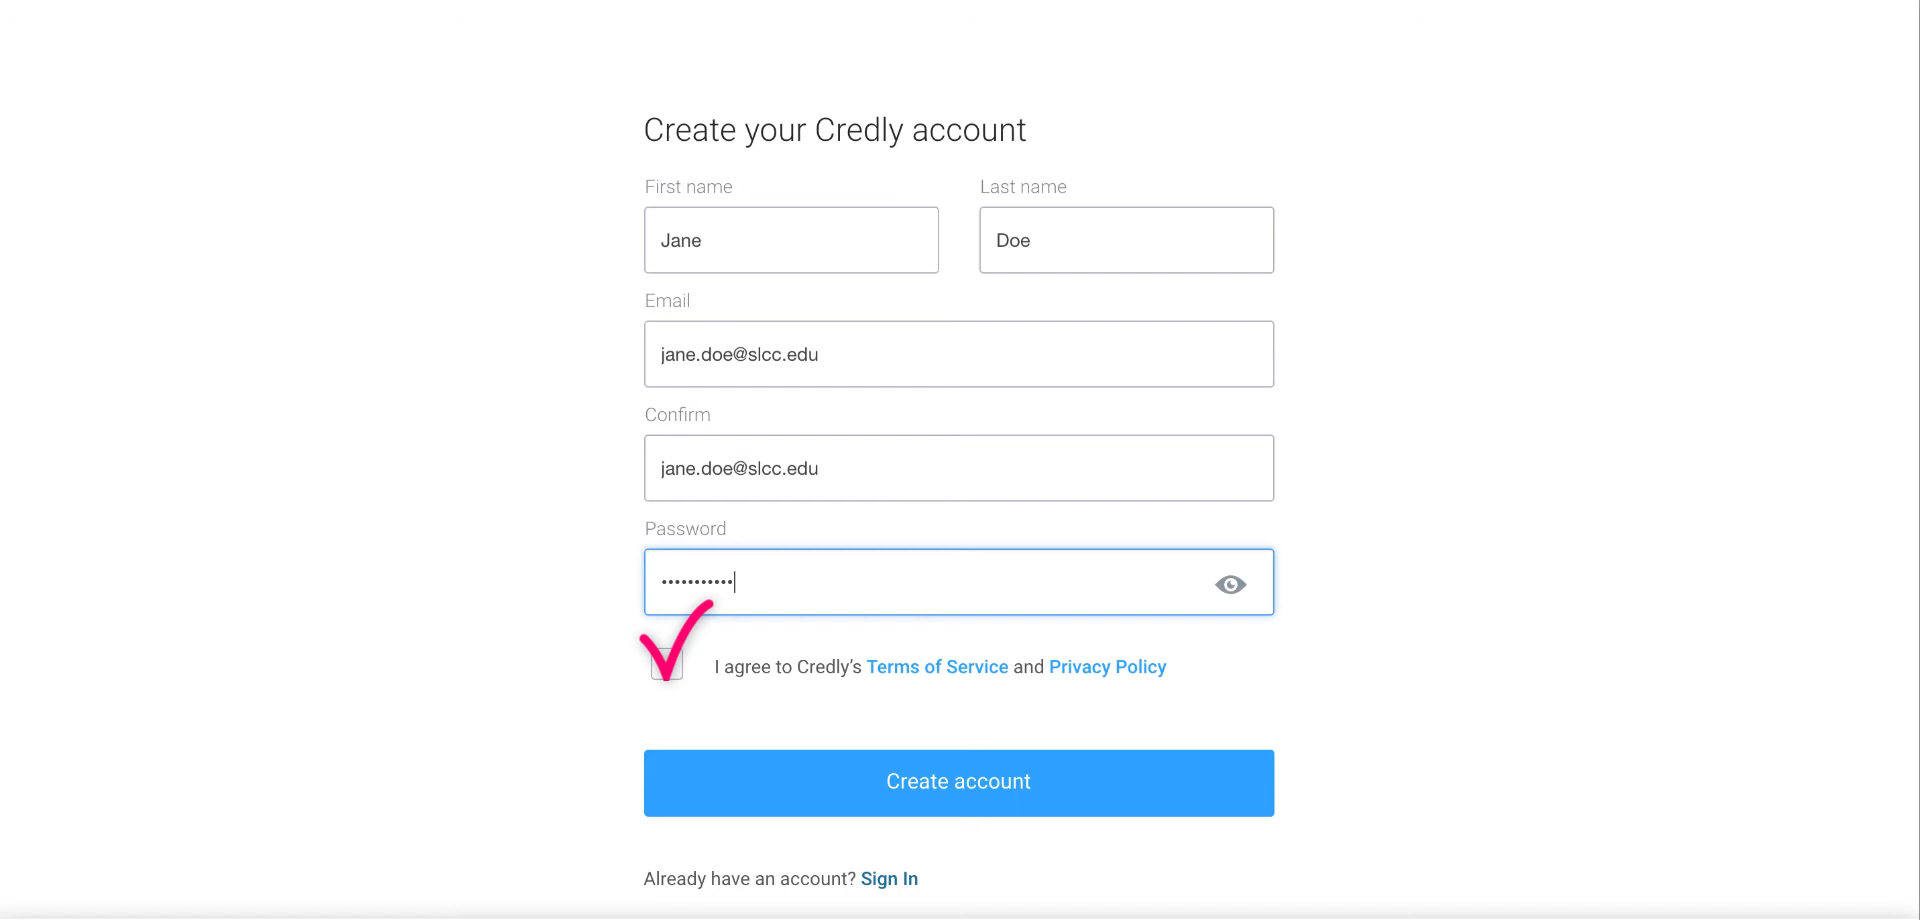 Create your Credly account
First name Last name
Jane Doe
Email
jane.doe@slcc.edu
Confirm
jane.doe@slcc.edu
Password
•••••••••••
I agree to Credly’s Terms of Service and Privacy Policy
Create account
Already have an account? Sign In